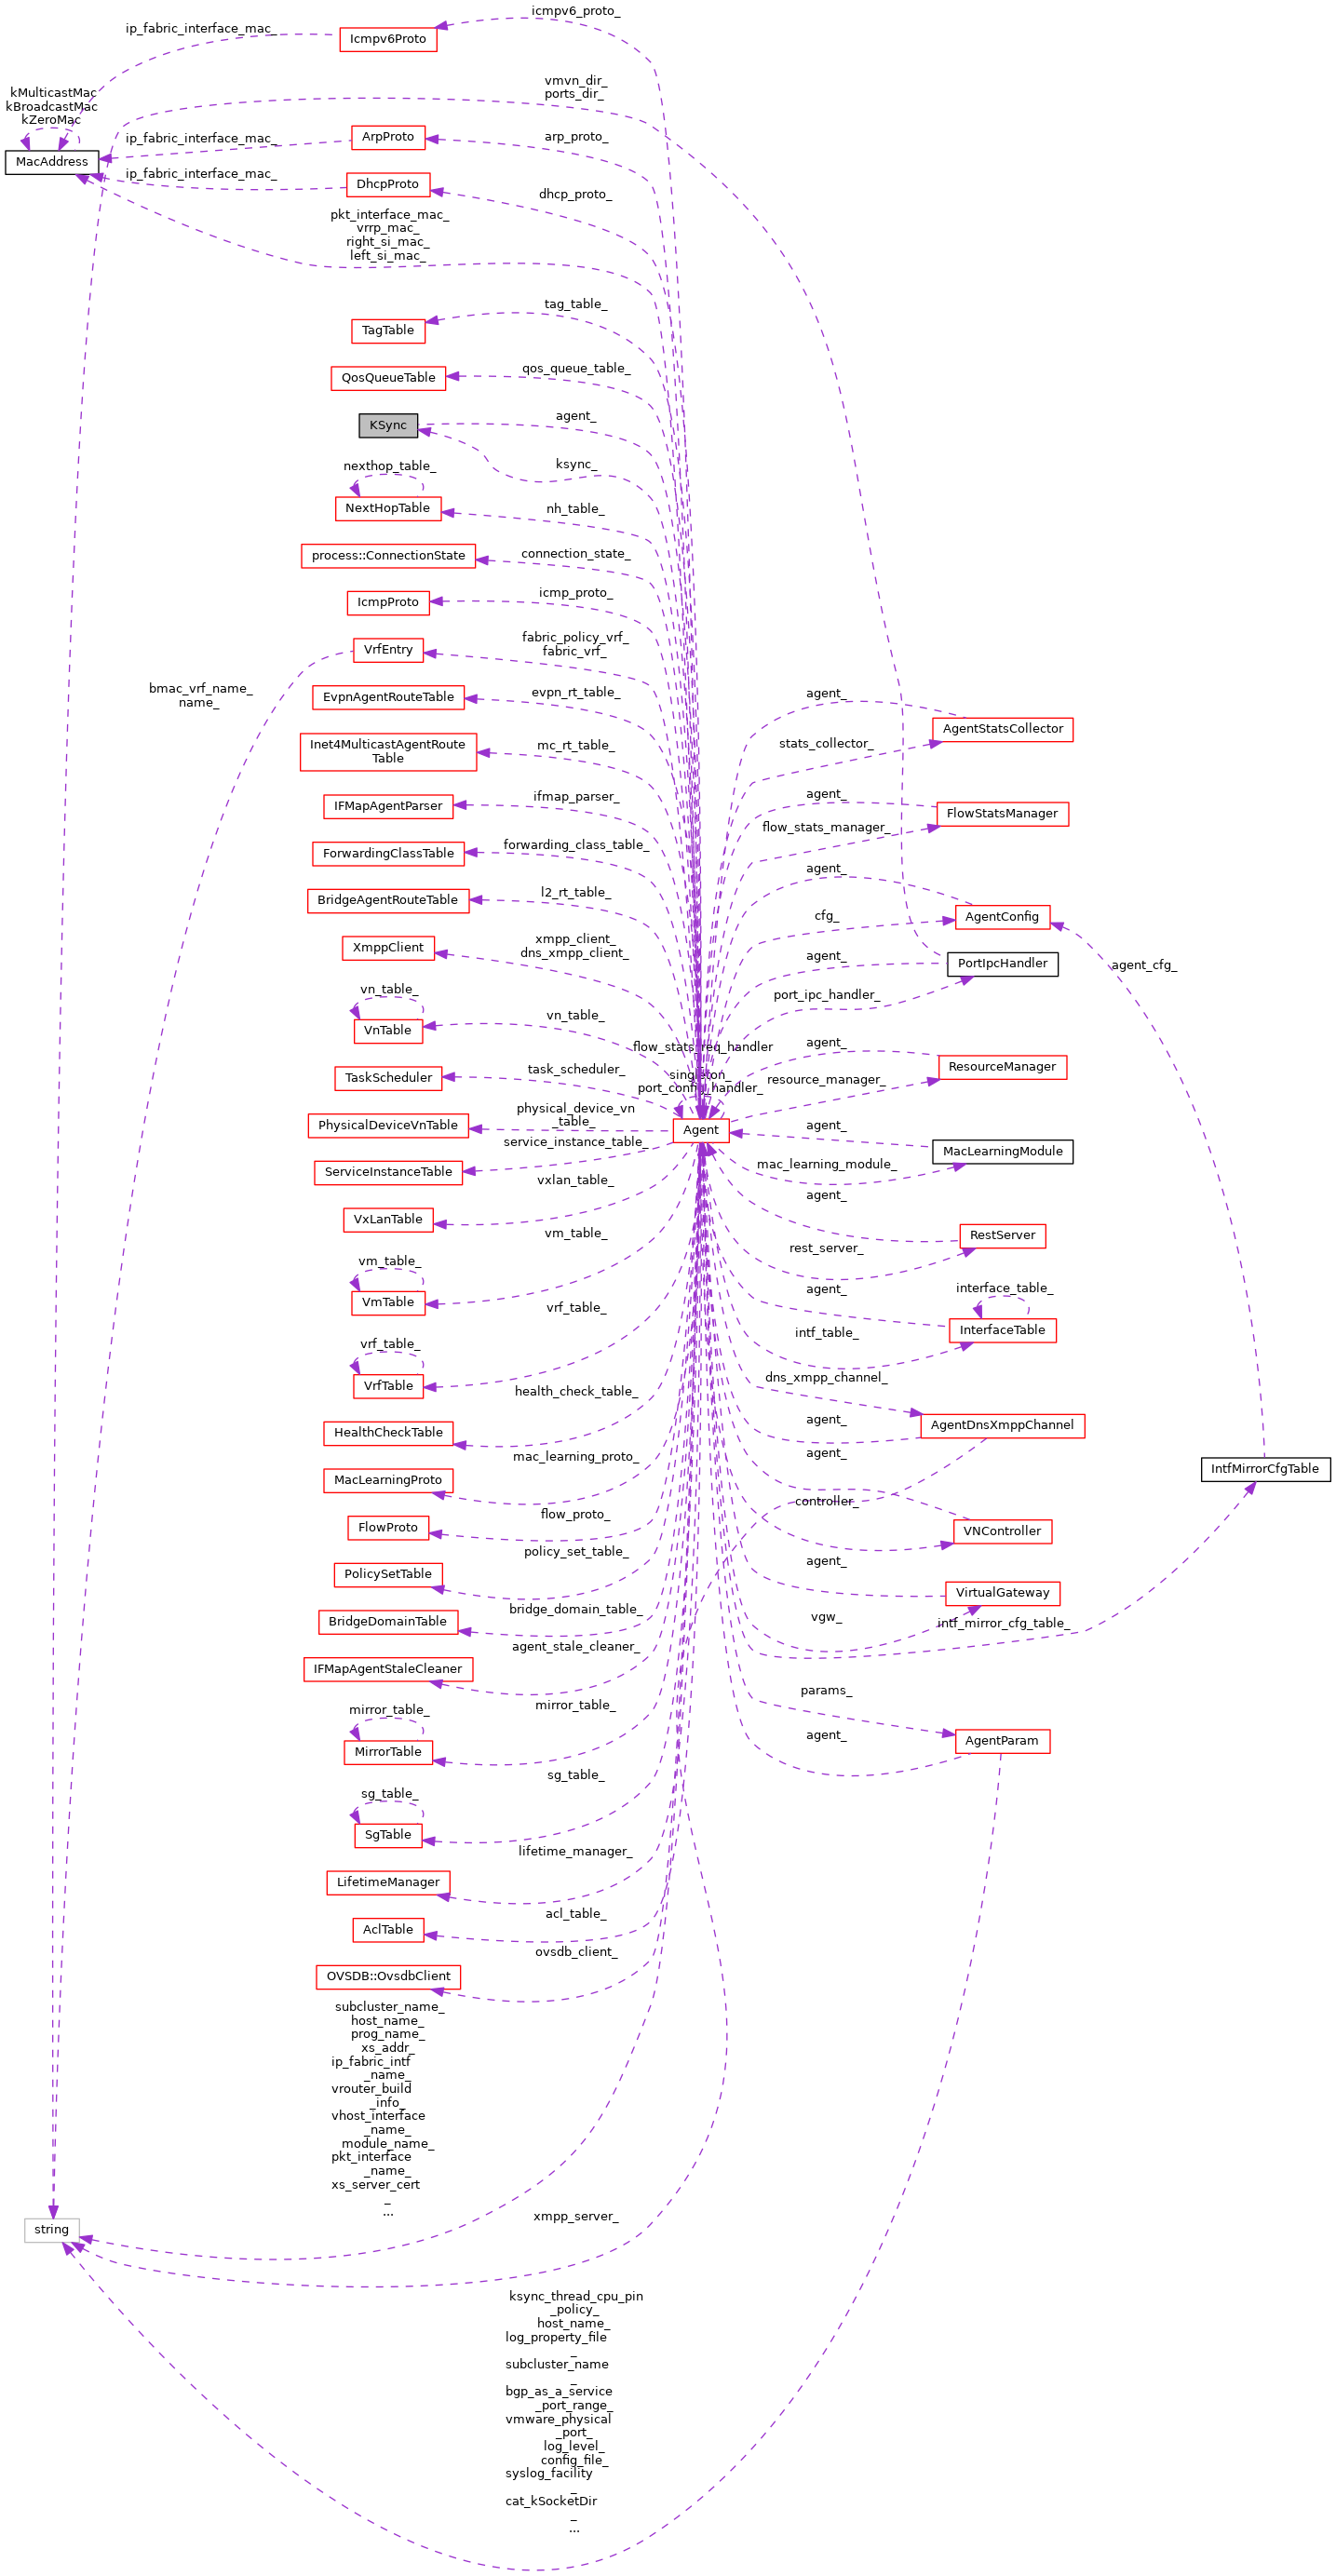 icmpv6_proto_
ip_fabric_interface_mac_
Icmpv6Proto
vmvn_dir_
ports_dir_
kMulticastMac
kBroadcastMac
kZeroMac
ip_fabric_interface_mac_
ArpProto
arp_proto_
MacAddress
ip_fabric_interface_mac_
DhcpProto
dhcp_proto_
pkt_interface_mac_
vrrp_mac_
right_si_mac_
left_si_mac_
tag_table_
TagTable
qos_queue_table_
QosQueueTable
agent_
KSync
ksync_
nexthop_table_
NextHopTable
nh_table_
process::ConnectionState
connection_state_
IcmpProto
icmp_proto_
fabric_policy_vrf_
fabric_vrf_
VrfEntry
bmac_vrf_name_
name_
EvpnAgentRouteTable
evpn_rt_table_
agent_
AgentStatsCollector
stats_collector_
Inet4MulticastAgentRoute
Table
mc_rt_table_
IFMapAgentParser
ifmap_parser_
agent_
FlowStatsManager
flow_stats_manager_
ForwardingClassTable
forwarding_class_table_
agent_
BridgeAgentRouteTable
l2_rt_table_
cfg_
AgentConfig
XmppClient
xmpp_client_
dns_xmpp_client_
agent_
PortIpcHandler
agent_cfg_
port_ipc_handler_
vn_table_
VnTable
vn_table_
flow_stats_req_handler
singleton_
port_config_handler_
agent_
ResourceManager
resource_manager_
TaskScheduler
task_scheduler_
physical_device_vn
_table_
PhysicalDeviceVnTable
Agent
agent_
MacLearningModule
mac_learning_module_
service_instance_table_
ServiceInstanceTable
vxlan_table_
VxLanTable
agent_
RestServer
rest_server_
vm_table_
vm_table_
VmTable
agent_
interface_table_
InterfaceTable
intf_table_
vrf_table_
vrf_table_
VrfTable
dns_xmpp_channel_
health_check_table_
HealthCheckTable
agent_
AgentDnsXmppChannel
mac_learning_proto_
MacLearningProto
agent_
IntfMirrorCfgTable
controller_
flow_proto_
FlowProto
VNController
policy_set_table_
PolicySetTable
agent_
VirtualGateway
bridge_domain_table_
BridgeDomainTable
vgw_
intf_mirror_cfg_table_
agent_stale_cleaner_
IFMapAgentStaleCleaner
params_
mirror_table_
mirror_table_
MirrorTable
agent_
AgentParam
sg_table_
sg_table_
SgTable
lifetime_manager_
LifetimeManager
acl_table_
AclTable
ovsdb_client_
OVSDB::OvsdbClient
subcluster_name_
host_name_
prog_name_
xs_addr_
ip_fabric_intf
_name_
vrouter_build
_info_
vhost_interface
_name_
module_name_
pkt_interface
_name_
xs_server_cert
_
...
string
xmpp_server_
ksync_thread_cpu_pin
_policy_
host_name_
log_property_file
_
subcluster_name
_
bgp_as_a_service
_port_range_
vmware_physical
_port_
log_level_
config_file_
syslog_facility
_
cat_kSocketDir
_
...